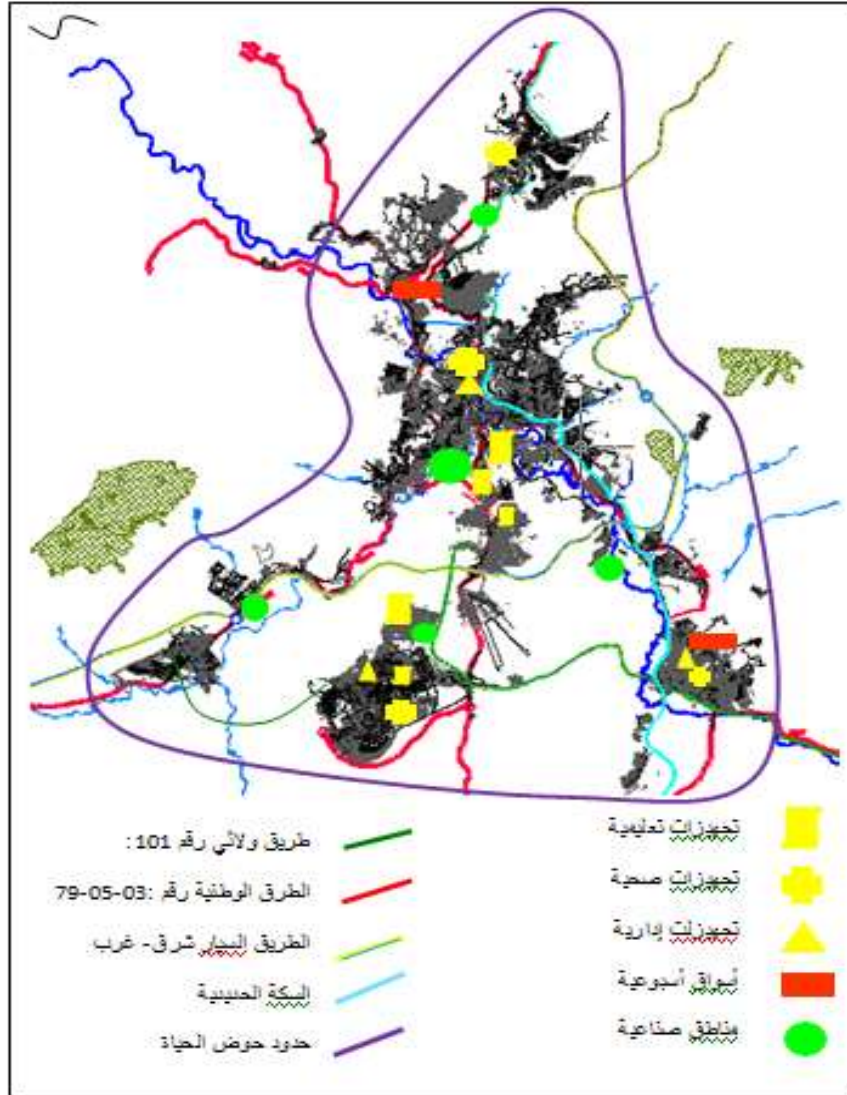 تجهيزات تعليمية
تجهيزات صحية
تجهيزات إدارية
أسواق أسبوعية
مناطق صناعية
طريق ولائي رقم 101:
الطرق الوطنية رقم :03-05-79
الطريق السيار شرق- غرب
السكة الحديدية
حدود حوض الحياة